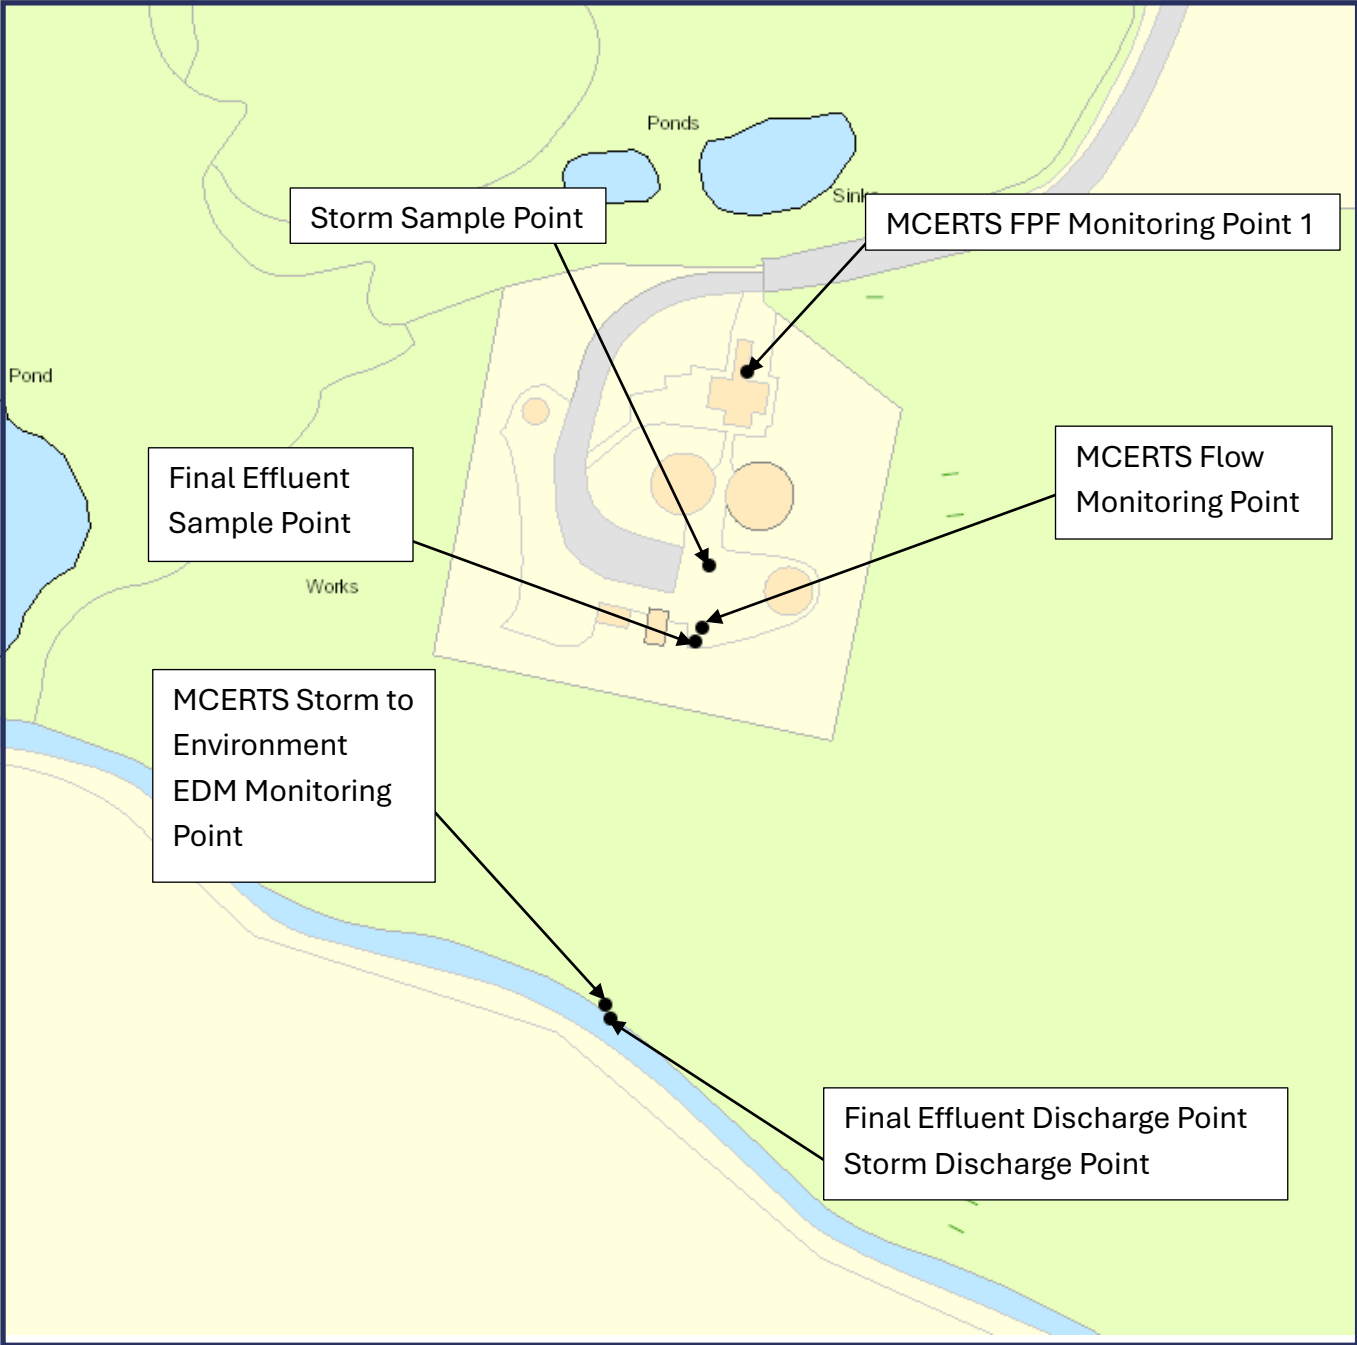 Ponds
Storm Sample Point
MCERTS FPF Monitoring Point 1
Pond
Final Effluent
Sample Point
MCERTS Flow
Monitoring Point
Works
MCERTS Storm to
Environment
EDM Monitoring
Point
Final Effluent Discharge Point
Storm Discharge Point